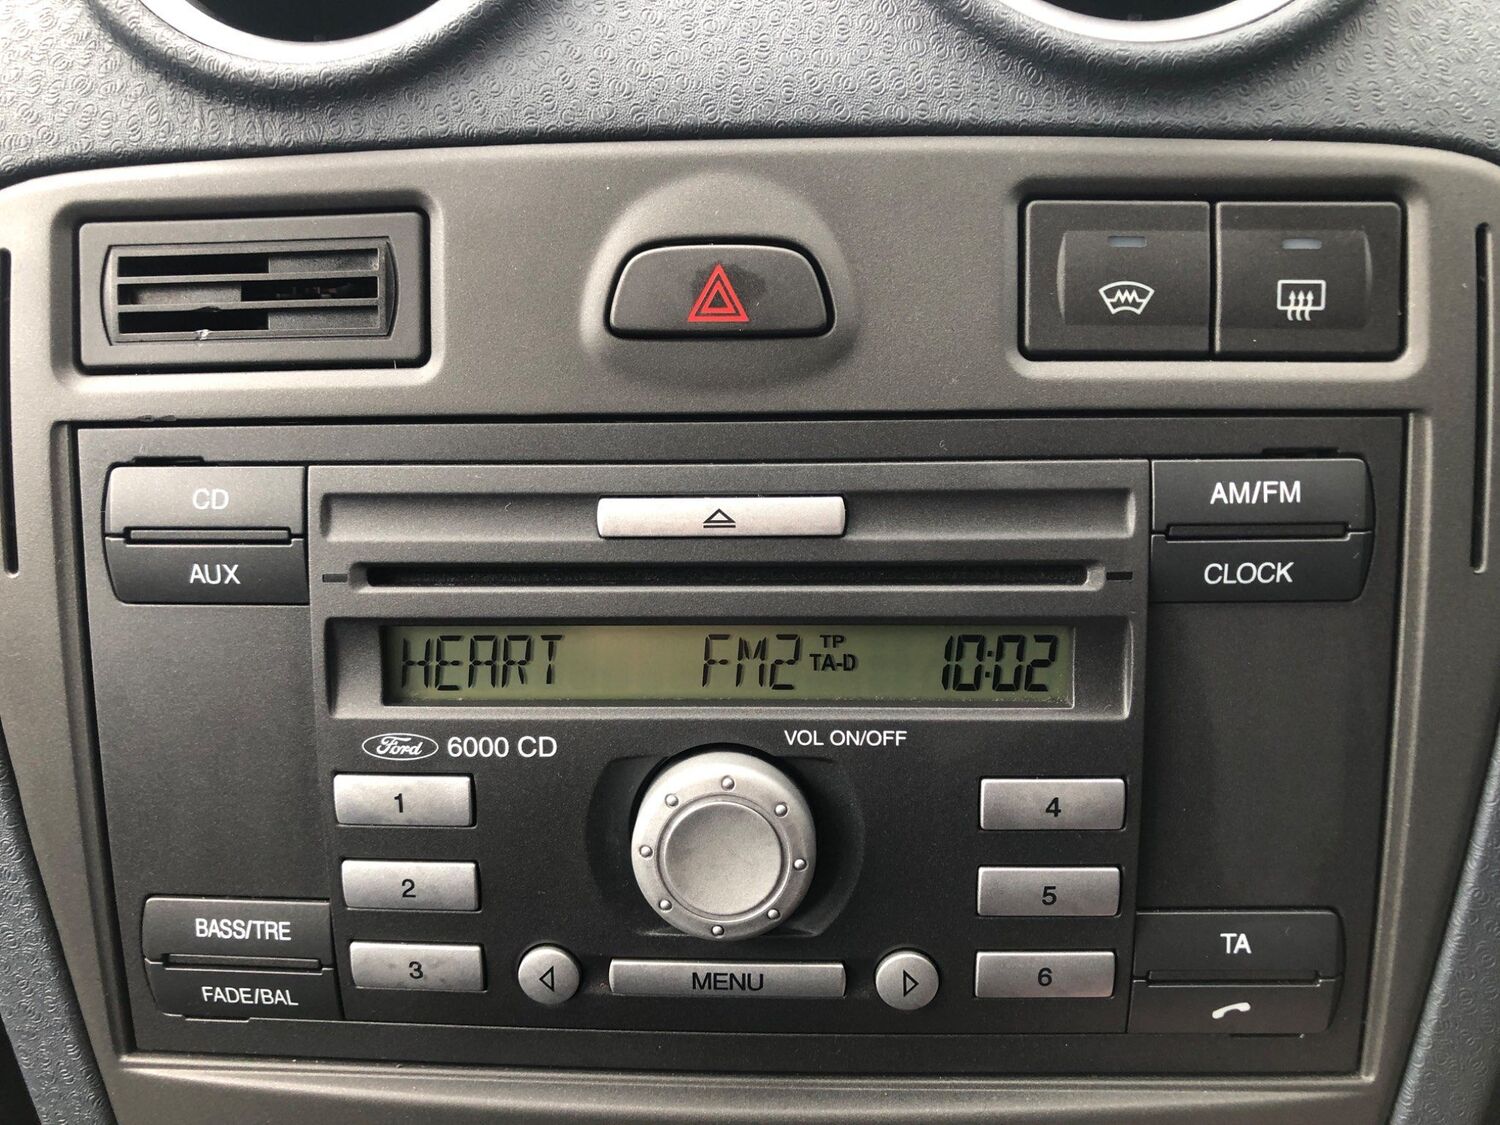 CD
AM/FM
AUX
CLOCK
HEART FM2 TP TA-D 10:02
Ford 6000 CD
VOL ON/OFF
1
4
2
5
BASS/TRE
TA
3
MENU
6
FADE/BAL